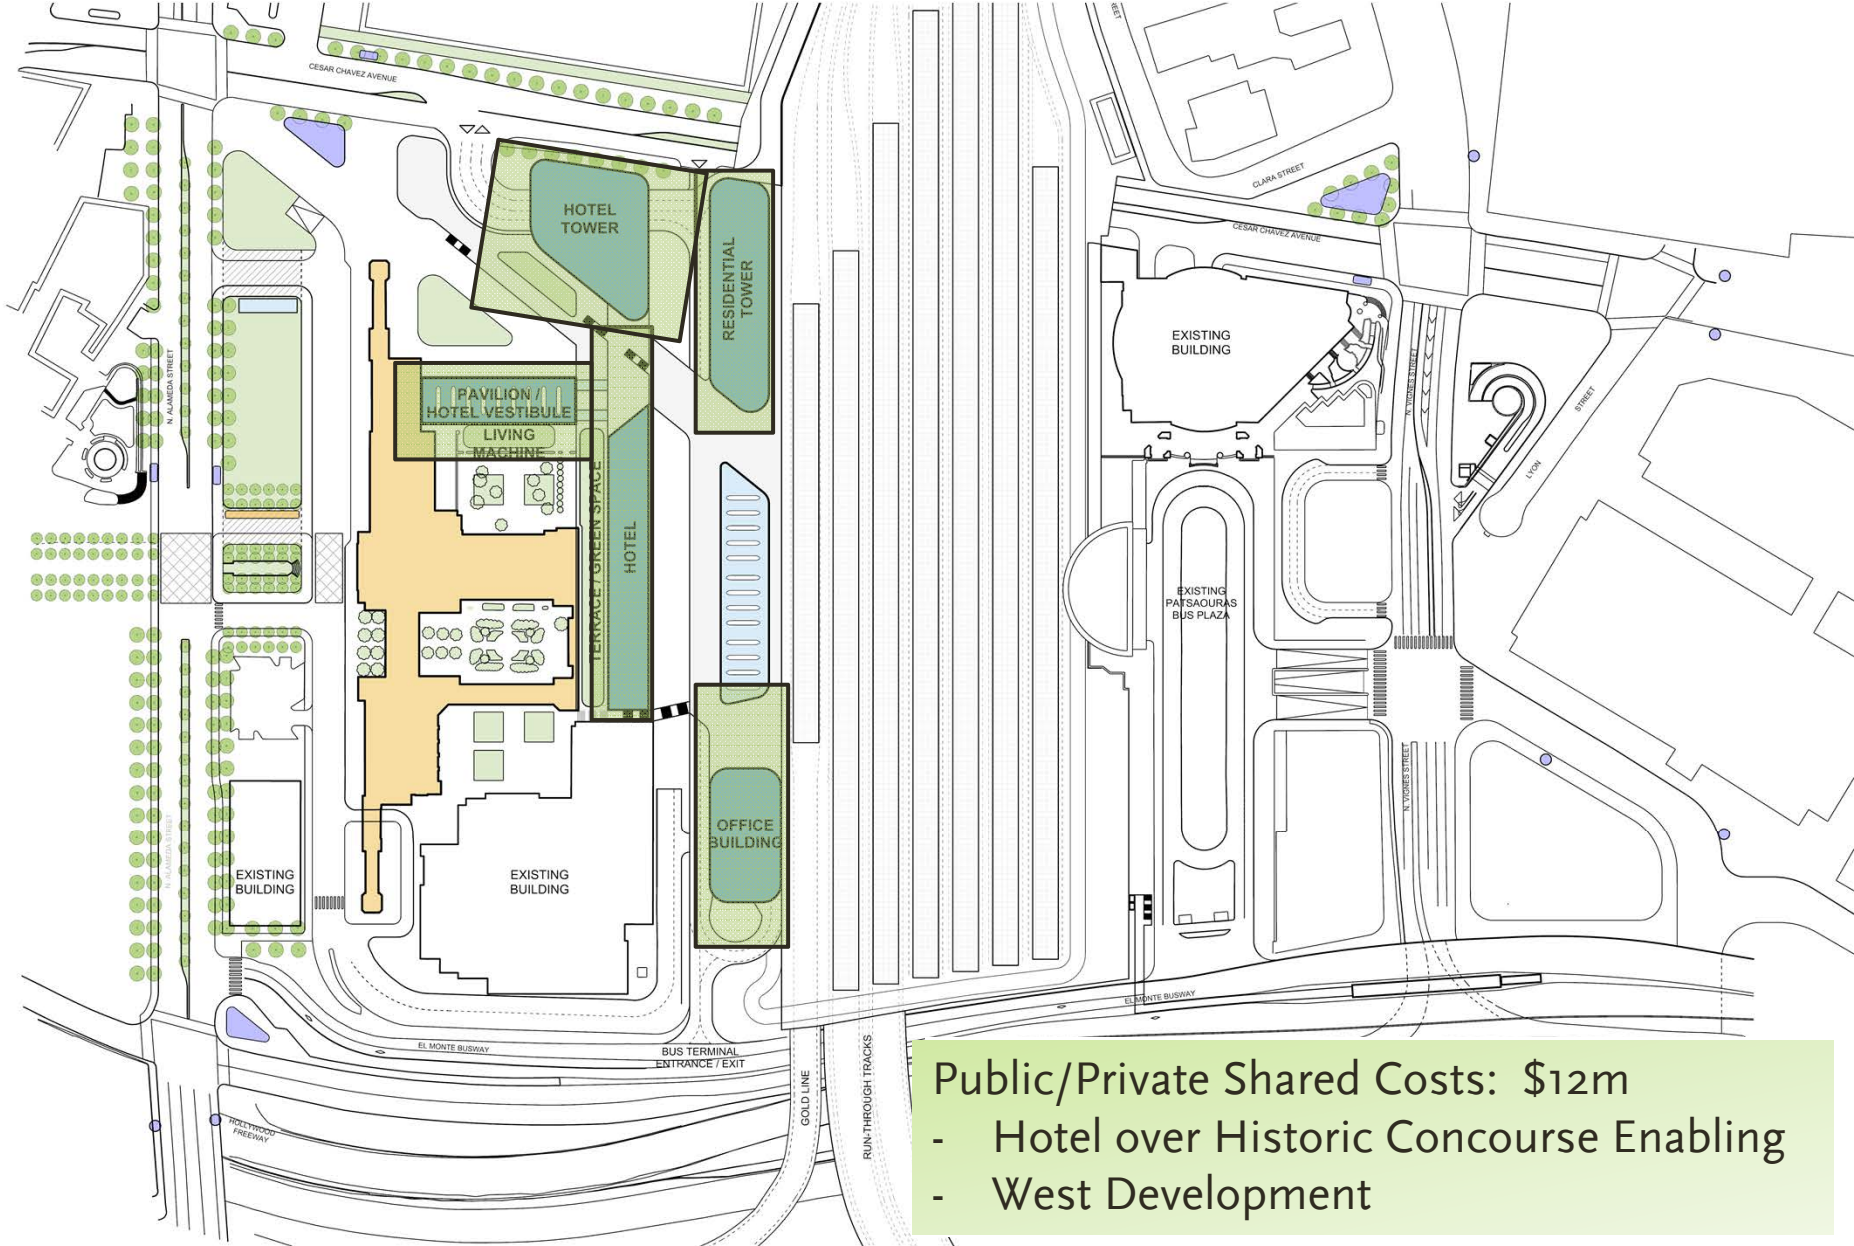 CESAR CHAVEZ AVENUE
HOTEL
TOWER
RESIDENTIAL
TOWER
CLARA STREET
CESAR CHAVEZ AVENUE
EXISTING
BUILDING
N. ALAMEDA STREET
N. VIGNES STREET
PAVILION /
HOTEL VESTIBULE
LIVING
MACHINE
TERRACE / GREEN SPACE
HOTEL
LYON
STREET
EXISTING
PATSAOURAS
BUS PLAZA
OFFICE
BUILDING
N. VIGNES STREET
N. ALAMEDA STREET
EXISTING
BUILDING
EXISTING
BUILDING
EL MONTE BUSWAY
EL MONTE BUSWAY
BUS TERMINAL
ENTRANCE / EXIT
GOLD LINE
RUN-THROUGH TRACKS
HOLLYWOOD
FREEWAY
Public/Private Shared Costs: $12m
- Hotel over Historic Concourse Enabling
- West Development